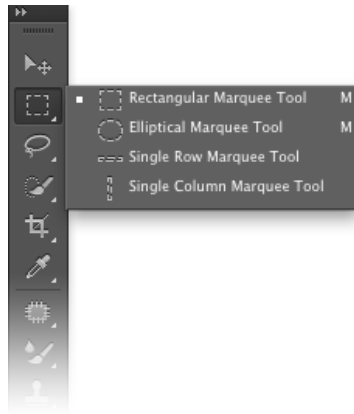 Rectangular Marquee Tool M
Elliptical Marquee Tool M
Single Row Marquee Tool
Single Column Marquee Tool